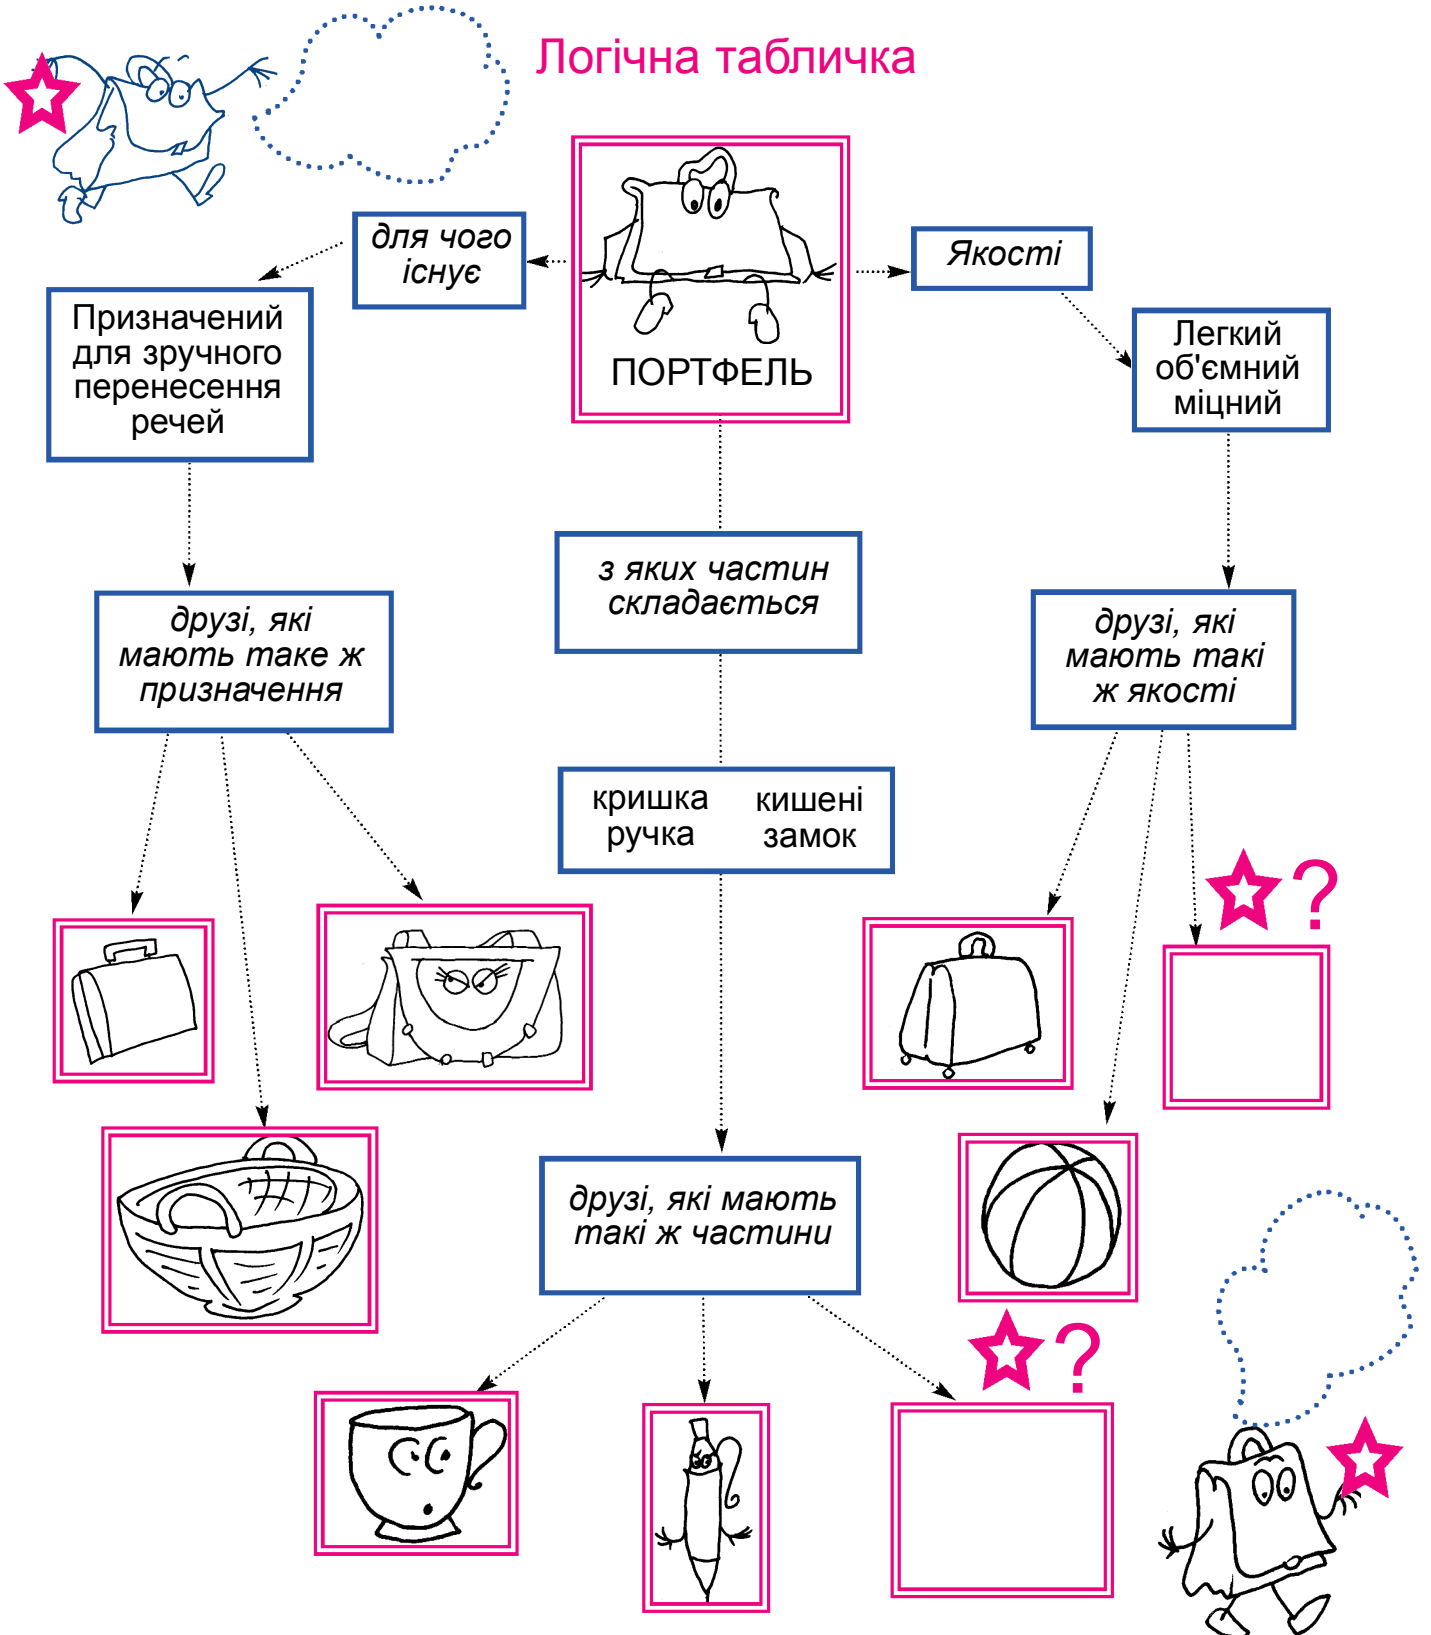 Логічна табличка
для чого
існує
Якості
Призначений
для зручного
перенесення
речей
ПОРТФЕЛЬ
Легкий
об'ємний
міцний
з яких частин
складається
друзі, які
мають таке ж
призначення
друзі, які
мають такі
ж якості
кришка кишені
ручка замок
?
друзі, які мають
такі ж частини
?